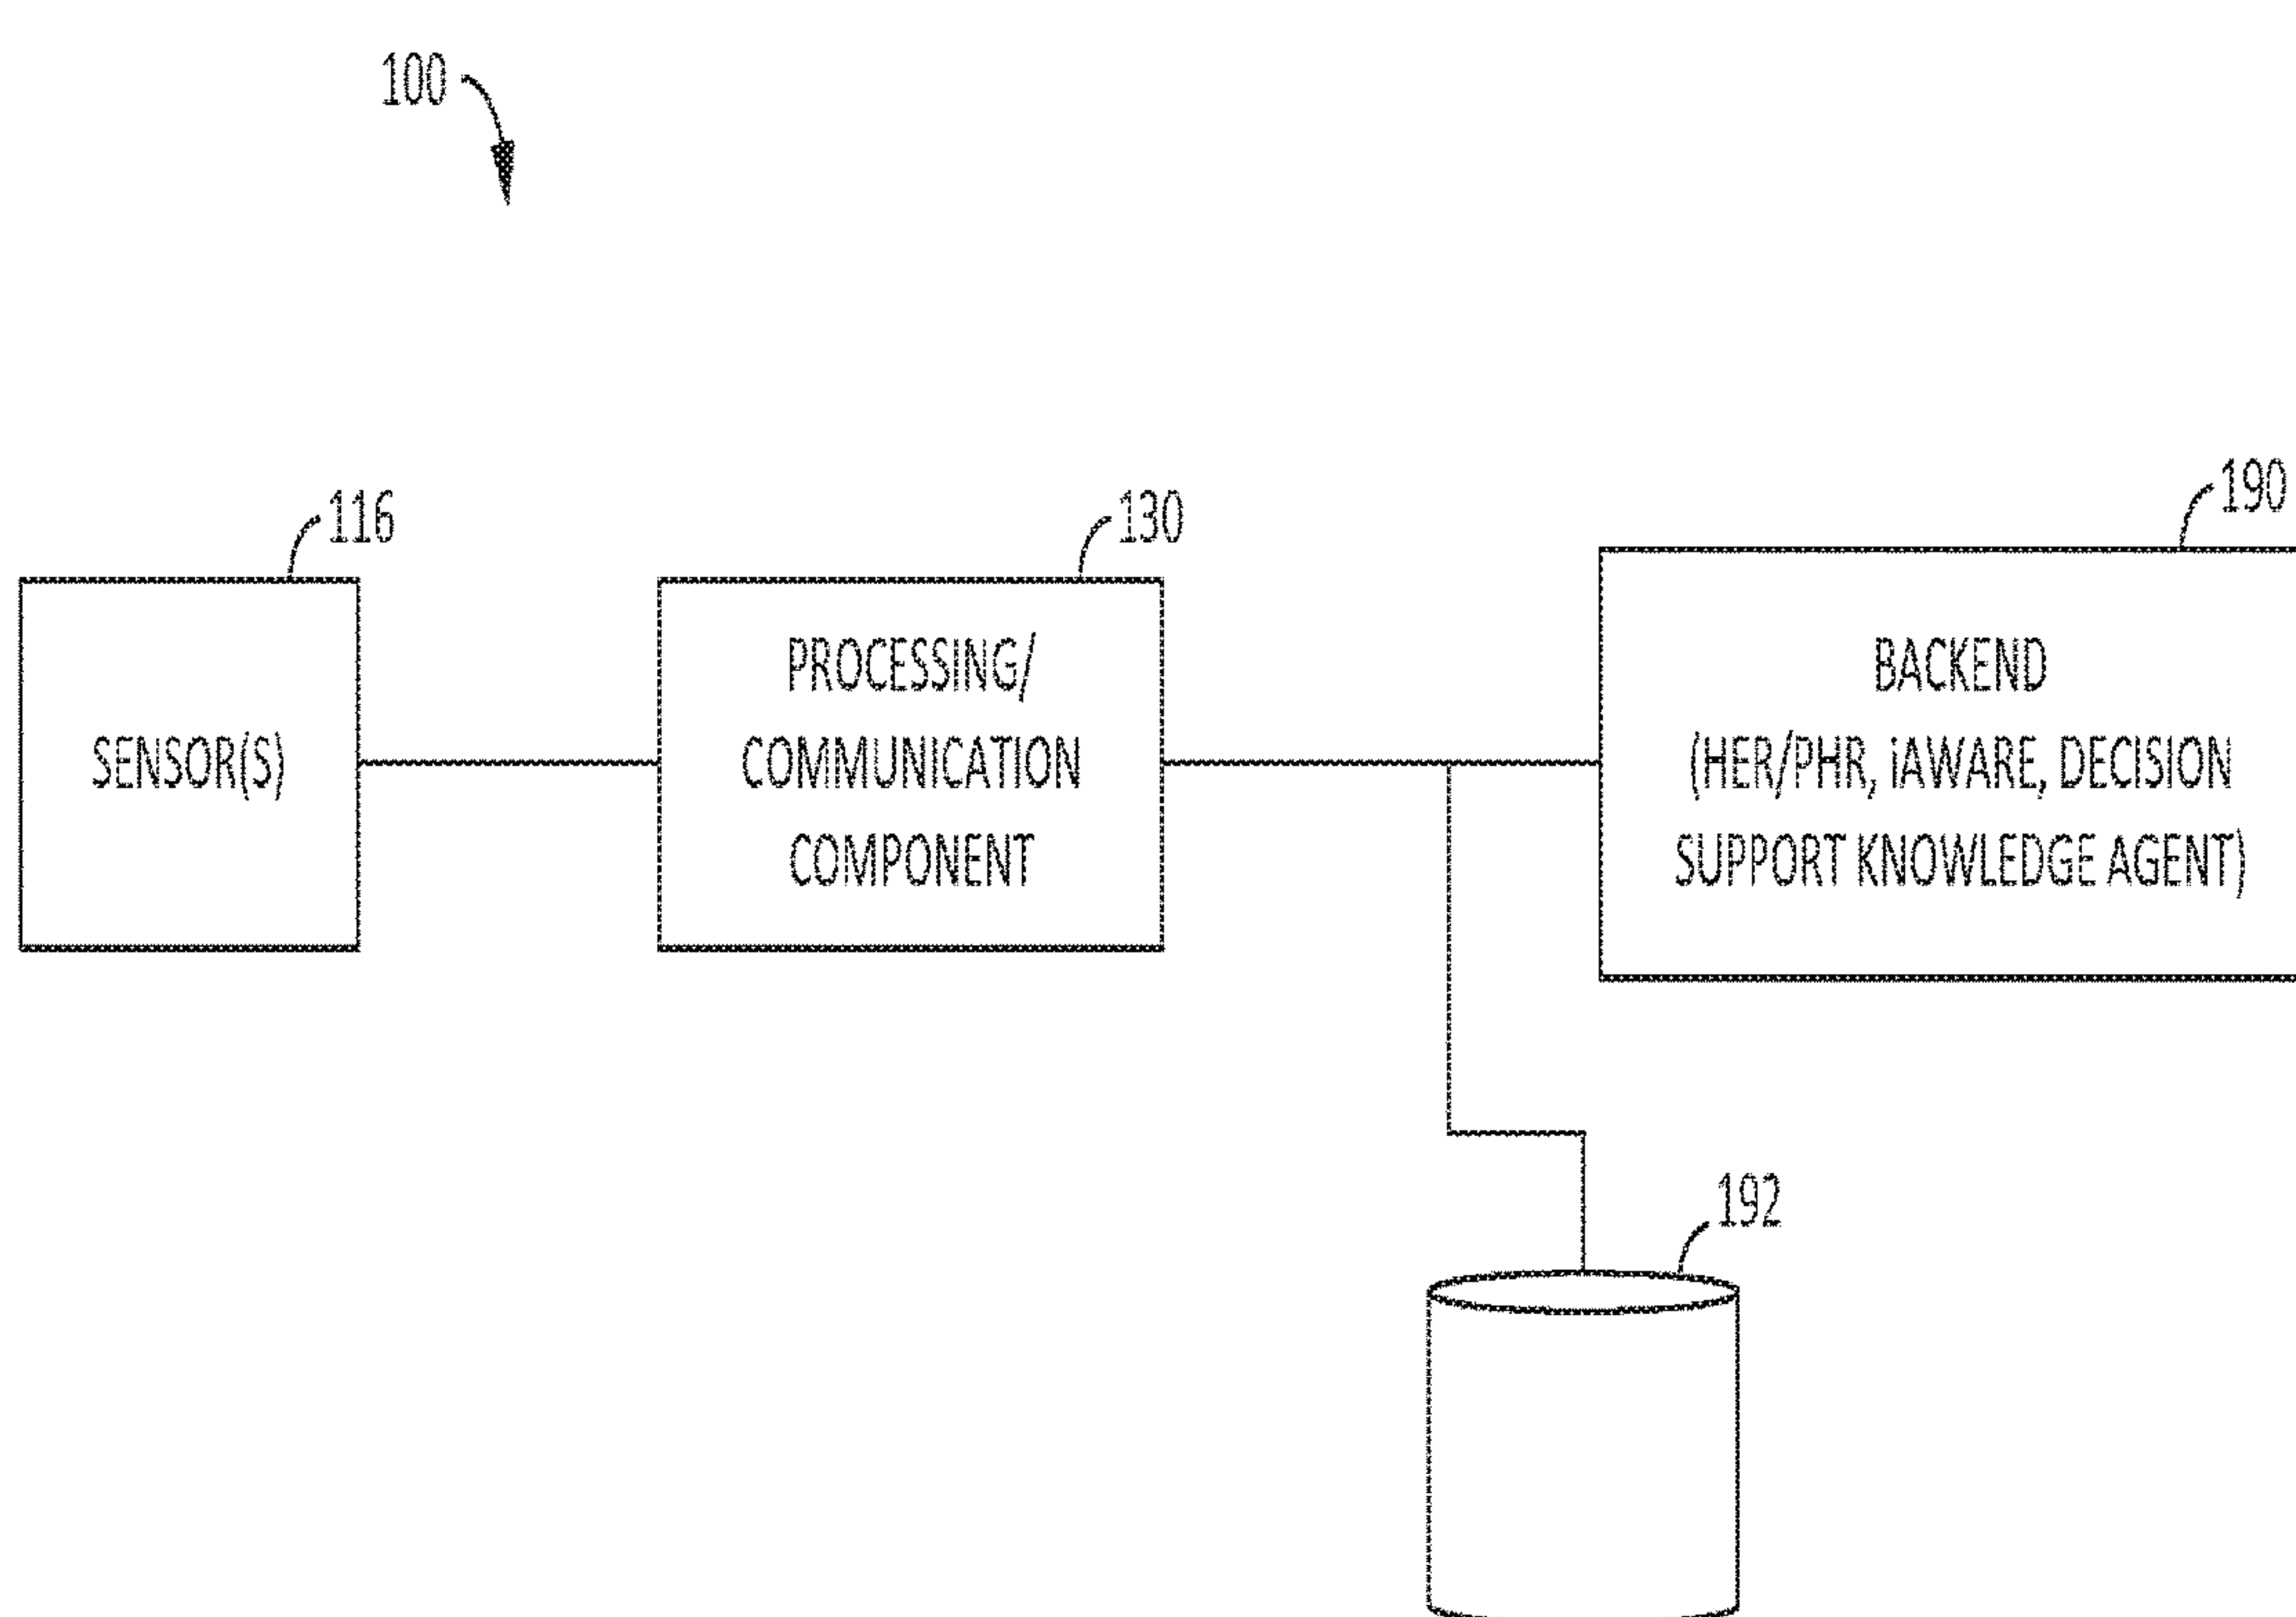 100
116
130
190
SENSOR(S)
PROCESSING/
COMMUNICATION
COMPONENT
BACKEND
(HER/PHR, iAWARE, DECISION
SUPPORT KNOWLEDGE AGENT)
192